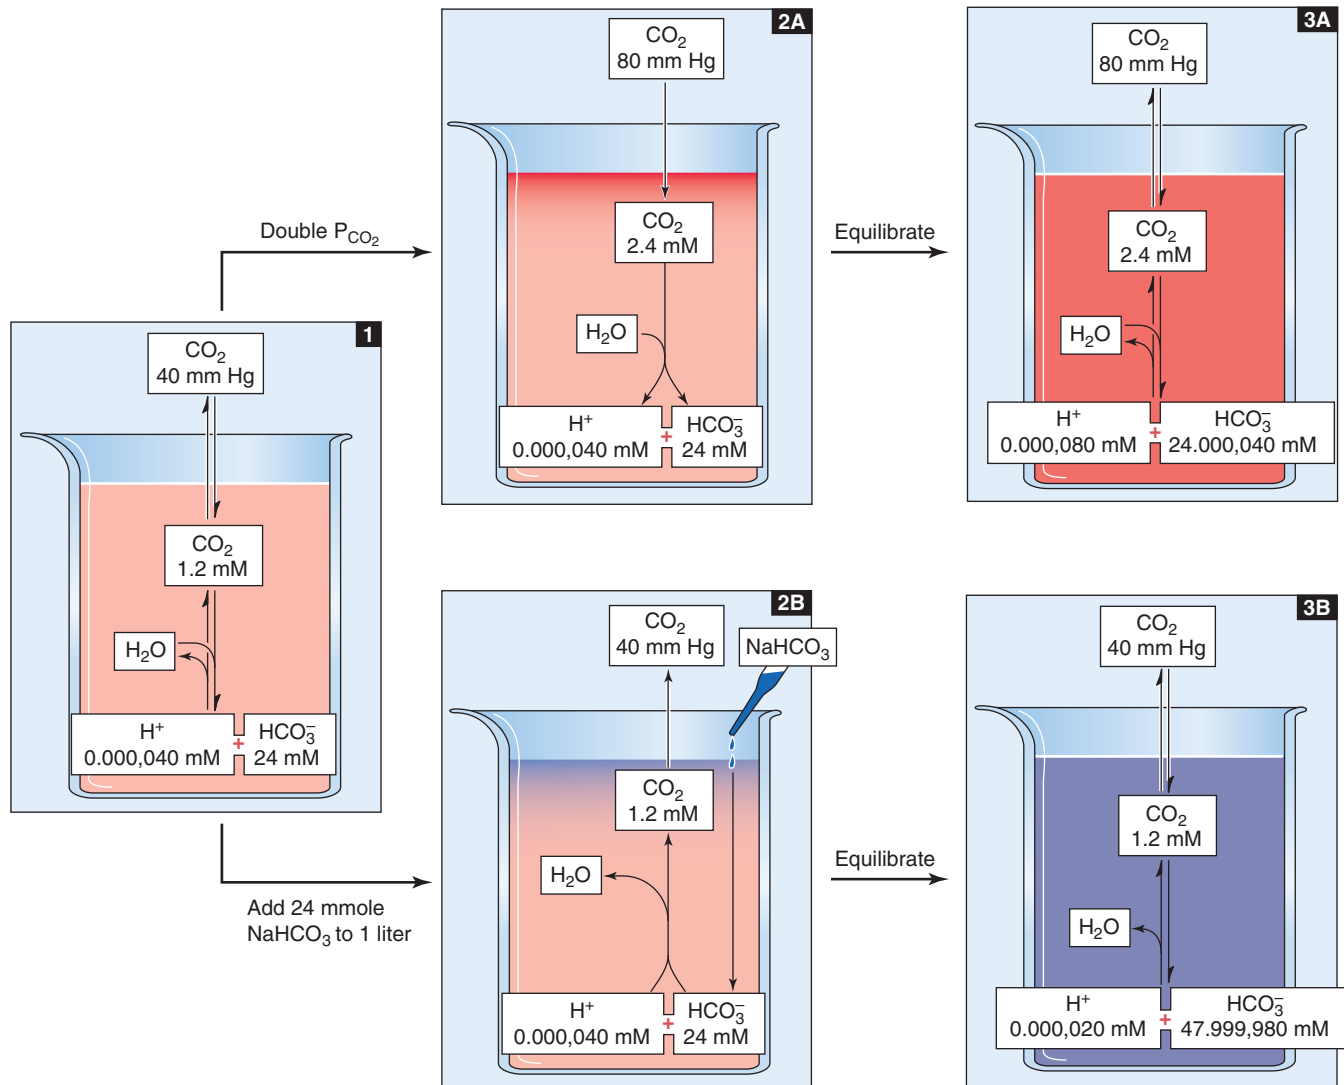 1
CO₂
40 mm Hg
CO₂
1.2 mM
H₂O
H⁺
0.000,040 mM
+
HCO₃⁻
24 mM
Double P_CO₂
2A
CO₂
80 mm Hg
CO₂
2.4 mM
H₂O
H⁺
0.000,040 mM
+
HCO₃⁻
24 mM
Equilibrate
3A
CO₂
80 mm Hg
CO₂
2.4 mM
H₂O
H⁺
0.000,080 mM
+
HCO₃⁻
24.000,040 mM
Add 24 mmole
NaHCO₃ to 1 liter
2B
CO₂
40 mm Hg
NaHCO₃
CO₂
1.2 mM
H₂O
H⁺
0.000,040 mM
+
HCO₃⁻
24 mM
Equilibrate
3B
CO₂
40 mm Hg
CO₂
1.2 mM
H₂O
H⁺
0.000,020 mM
+
HCO₃⁻
47.999,980 mM